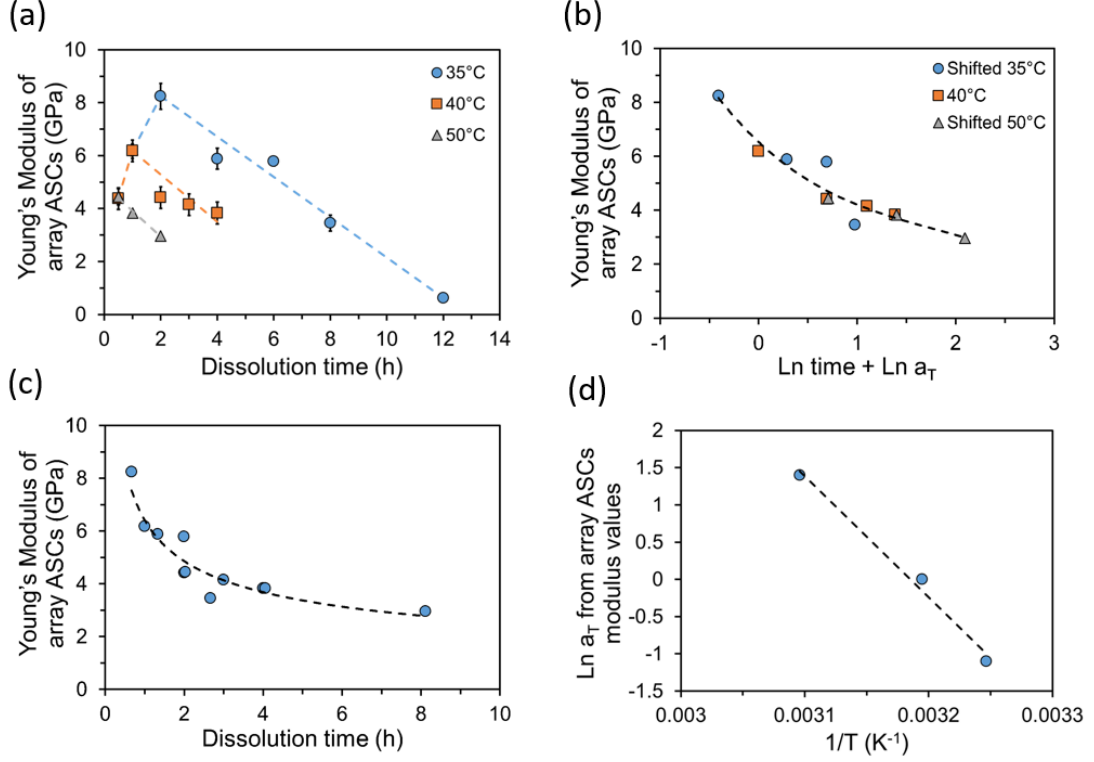 (a)
Young's Modulus of
array ASCs (GPa)
10
8
6
4
2
0
35°C
40°C
50°C
0 2 4 6 8 10 12 14
Dissolution time (h)
(b)
Young's Modulus of
array ASCs (GPa)
10
8
6
4
2
0
Shifted 35°C
40°C
Shifted 50°C
-1 0 1 2 3
Ln time + Ln aT
(c)
Young's Modulus of
array ASCs (GPa)
10
8
6
4
2
0
0 2 4 6 8 10
Dissolution time (h)
(d)
Ln aT from array ASCs
modulus values
2
1.5
1
0.5
0
-0.5
-1
-1.5
0.003 0.0031 0.0032 0.0033
1/T (K-1)